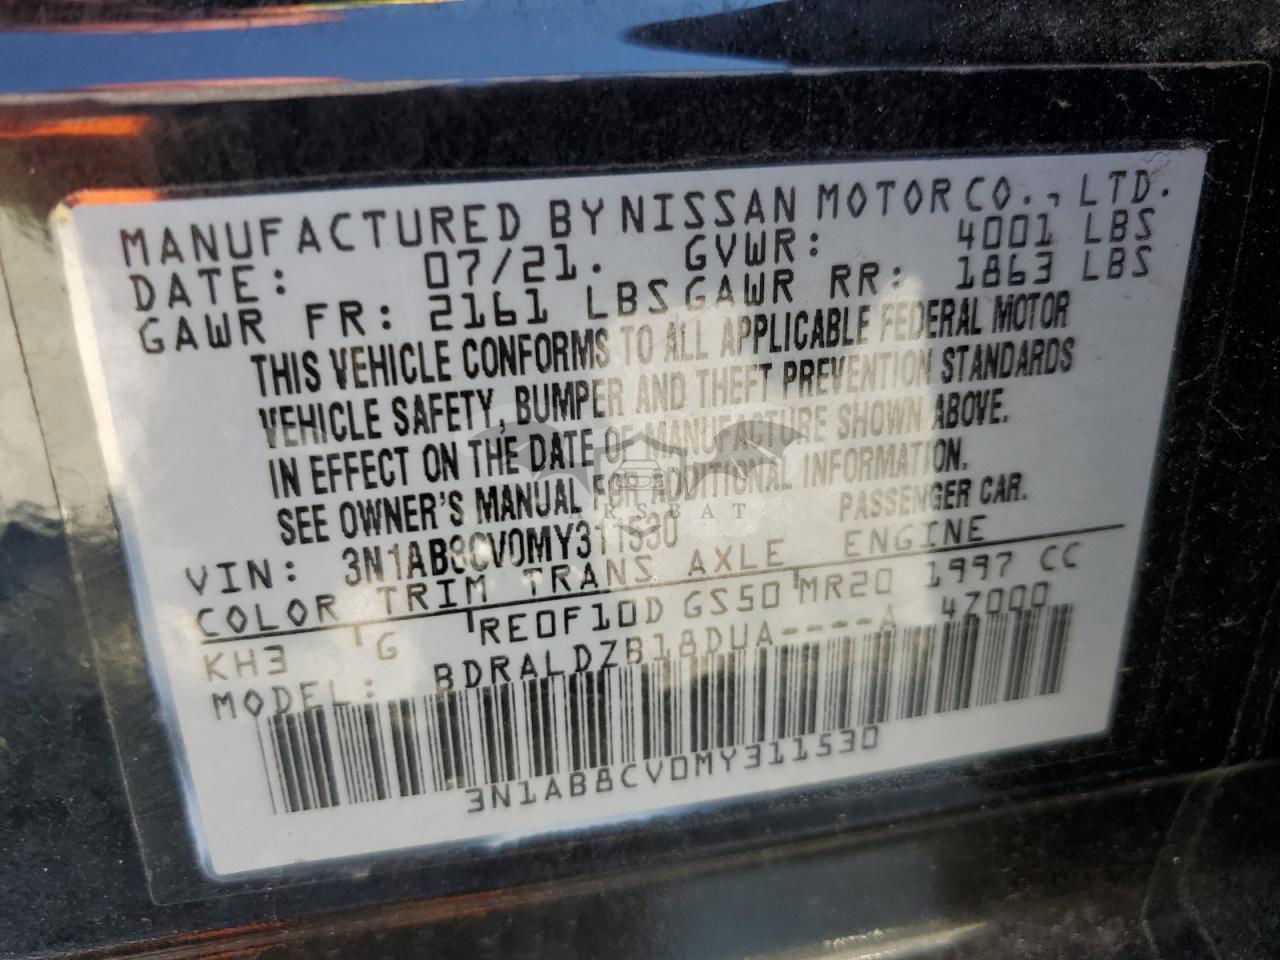 MANUFACTURED BY NISSAN MOTOR CO., LTD.
DATE: 07/21. GVWR: 4001 LBS
GAWR FR: 2161 LBS GAWR RR: 1863 LBS
THIS VEHICLE CONFORMS TO ALL APPLICABLE FEDERAL MOTOR
VEHICLE SAFETY, BUMPER AND THEFT PREVENTION STANDARDS
IN EFFECT ON THE DATE OF MANUFACTURE SHOWN ABOVE.
SEE OWNER'S MANUAL FOR ADDITIONAL INFORMATION.
PASSENGER CAR.
VIN: 3N1AB8CV0MY311530
COLOR TRIM TRANS AXLE ENGINE
KH3 G RE0F10D GS50 MR20 1997 CC
MODEL: BDRALDZB18DUA----A 47000
3N1AB8CV0MY311530